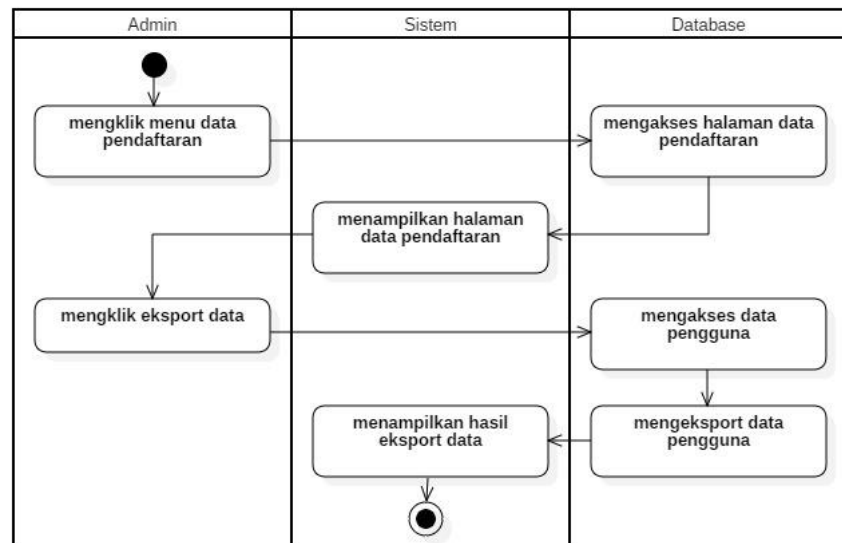 Admin
Sistem
Database
mengklik menu data
pendaftaran
mengakses halaman data
pendaftaran
menampilkan halaman
data pendaftaran
mengklik eksport data
mengakses data
pengguna
menampilkan hasil
eksport data
mengeksport data
pengguna